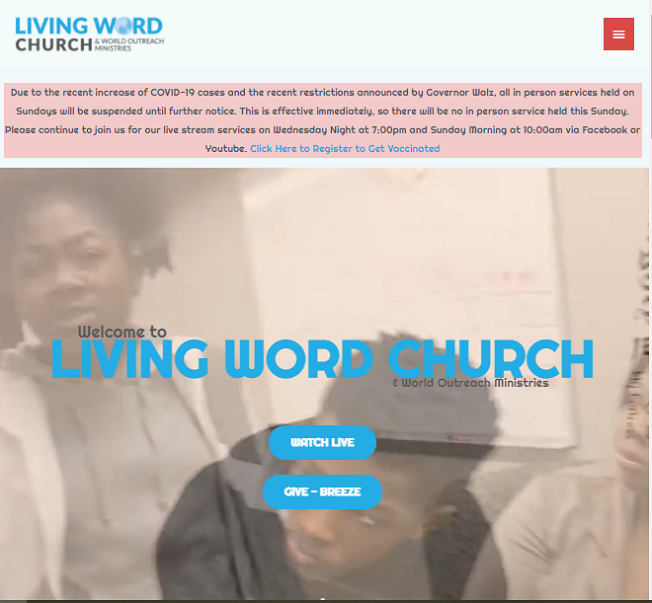 LIVING WORD
CHURCH & WORLD OUTREACH
MINISTRIES
Due to the recent increase of COVID-19 cases and the recent restrictions announced by Governor Walz, all in person services held on
Sundays will be suspended until further notice. This is effective immediately, so there will be no in person service held this Sunday.
Please continue to join us for our live stream services on Wednesday Night at 7:00pm and Sunday Morning at 10:00am via Facebook or
Youtube. Click Here to Register to Get Vaccinated
Welcome to
LIVING WORD CHURCH
& World Outreach Ministries
WATCH LIVE
GIVE - BREEZE